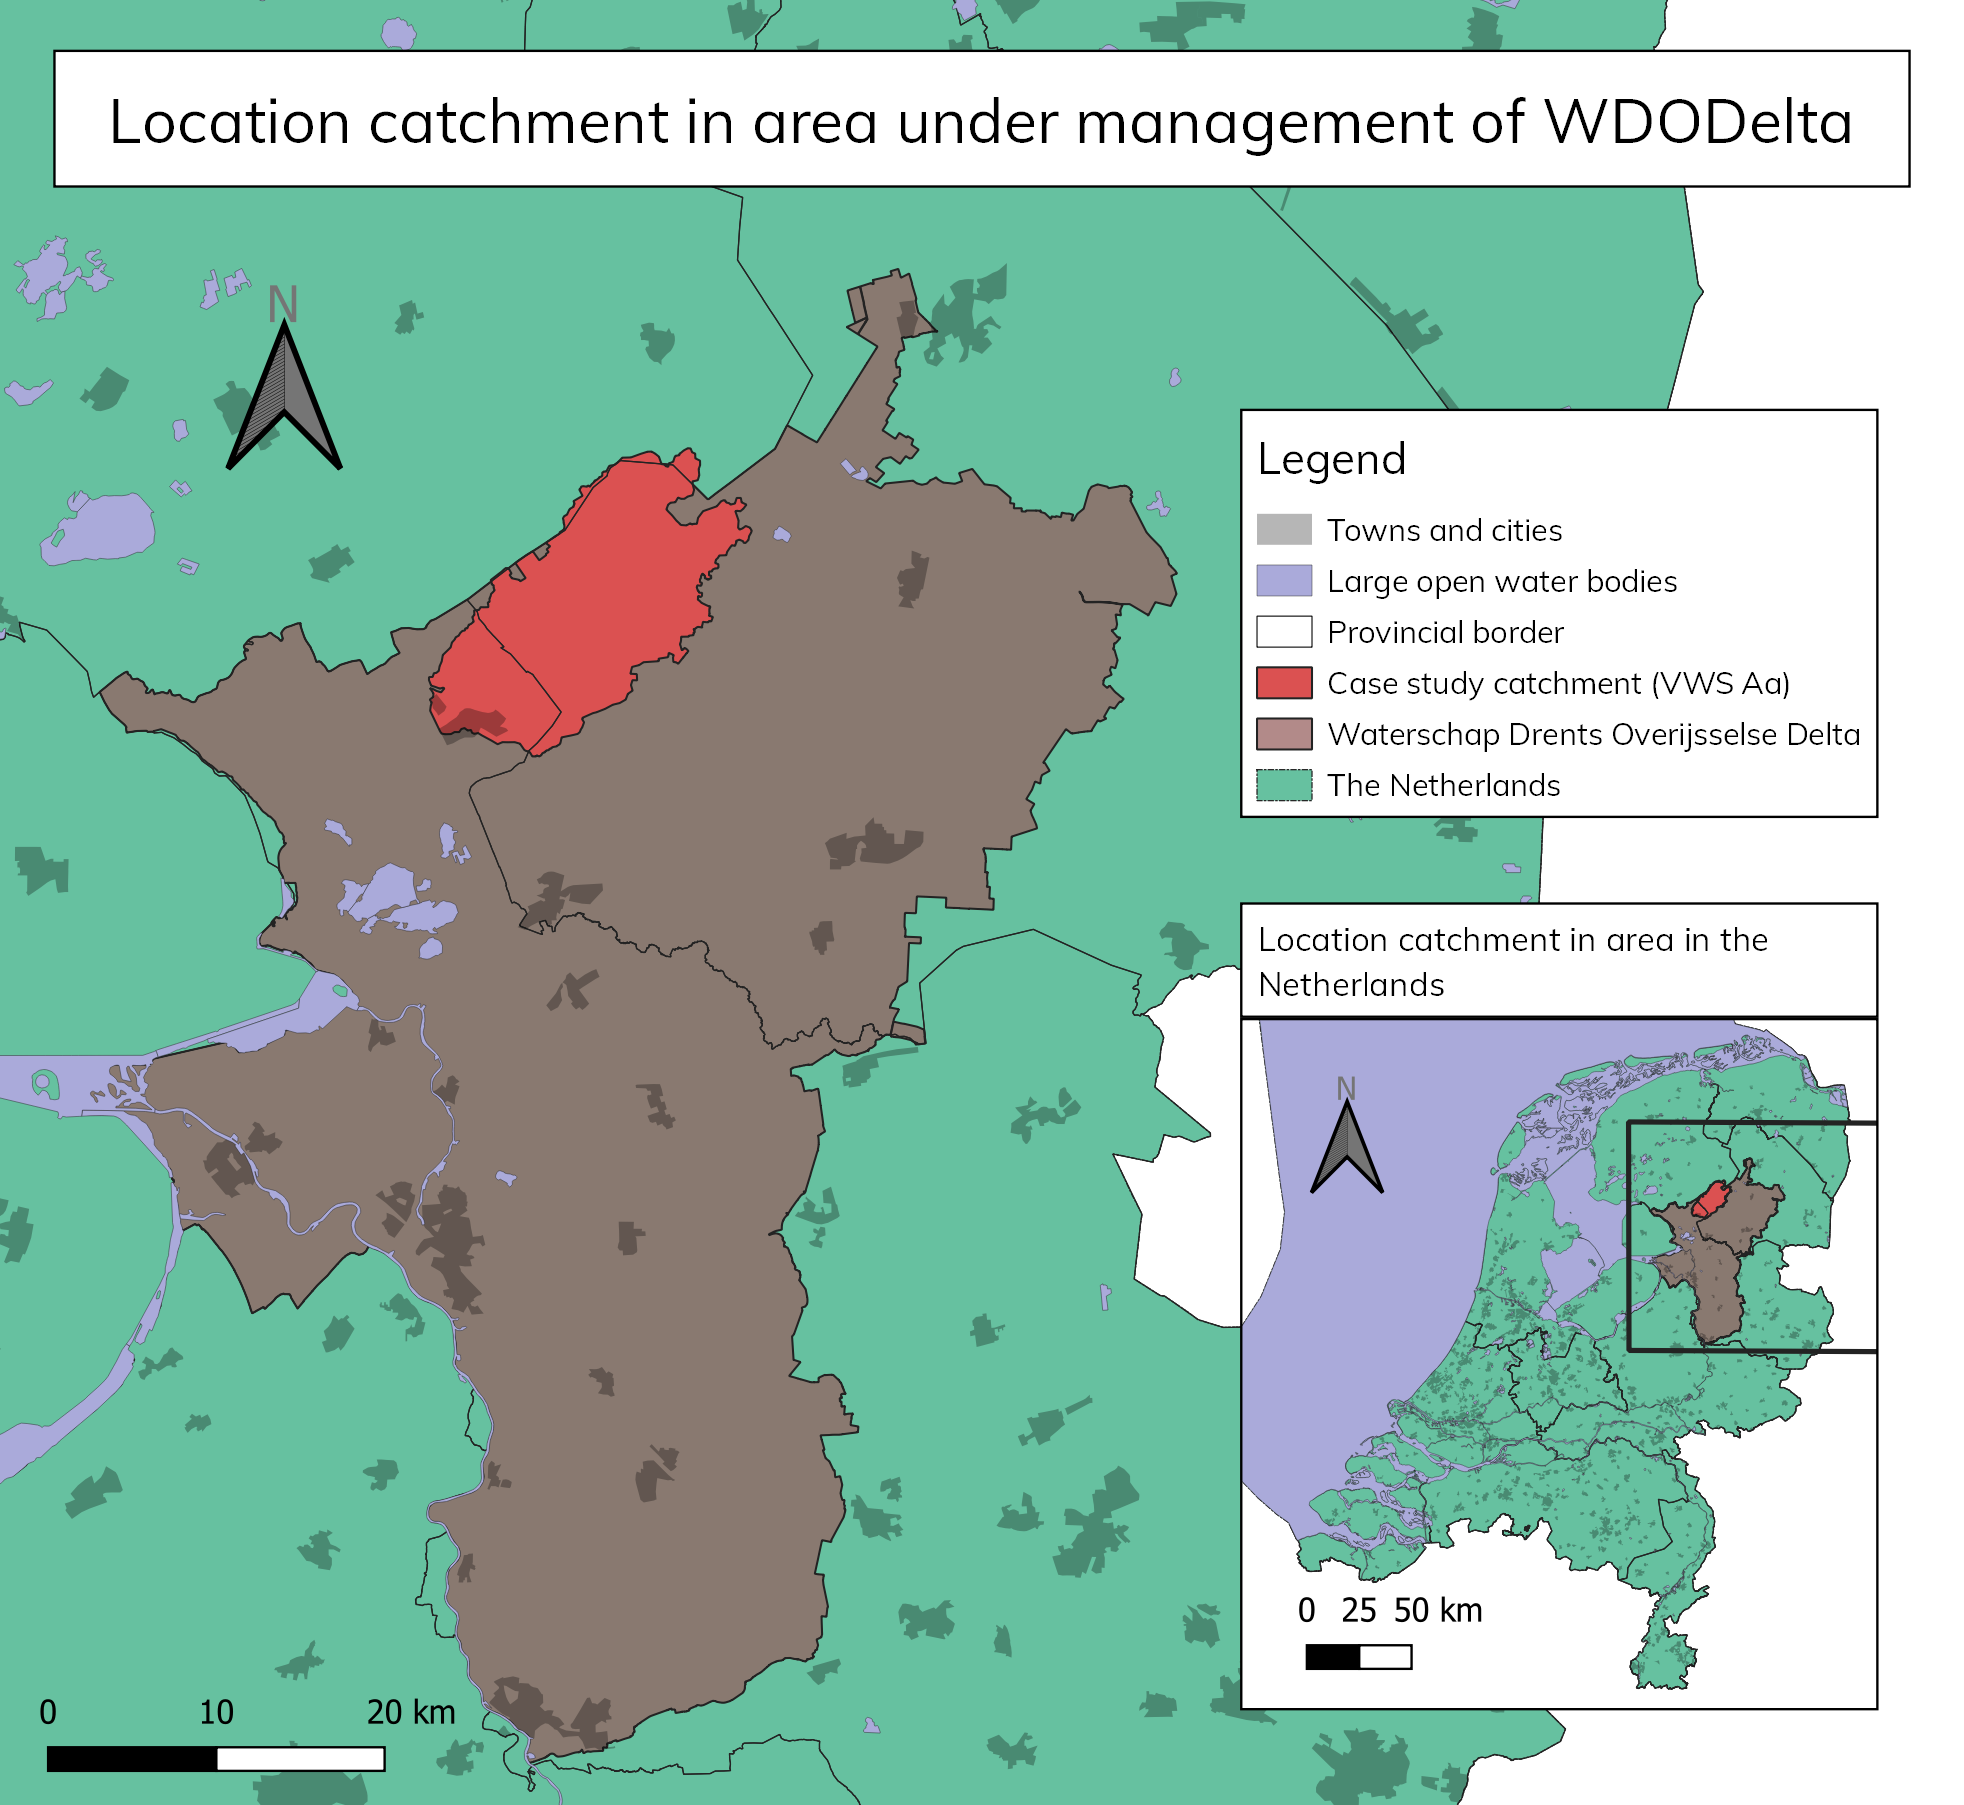 Location catchment in area under management of WDODelta
N
Legend
Towns and cities
Large open water bodies
Provincial border
Case study catchment (VWS Aa)
Waterschap Drents Overijsselse Delta
The Netherlands
Location catchment in area in the
Netherlands
N
0 25 50 km
0 10 20 km